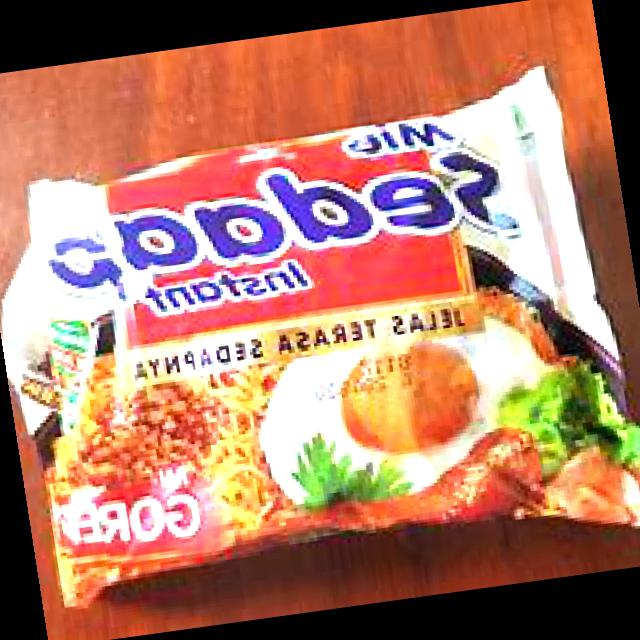 Mie
Sedaap
Instant
JELAS TERASA SEDAPNYA
Mi
GORENG